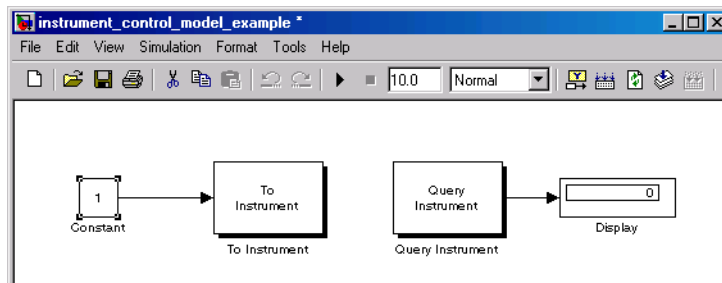 instrument_control_model_example *
File Edit View Simulation Format Tools Help
10.0 Normal
1
Constant
To
Instrument
To Instrument
Query
Instrument
Query Instrument
0
Display